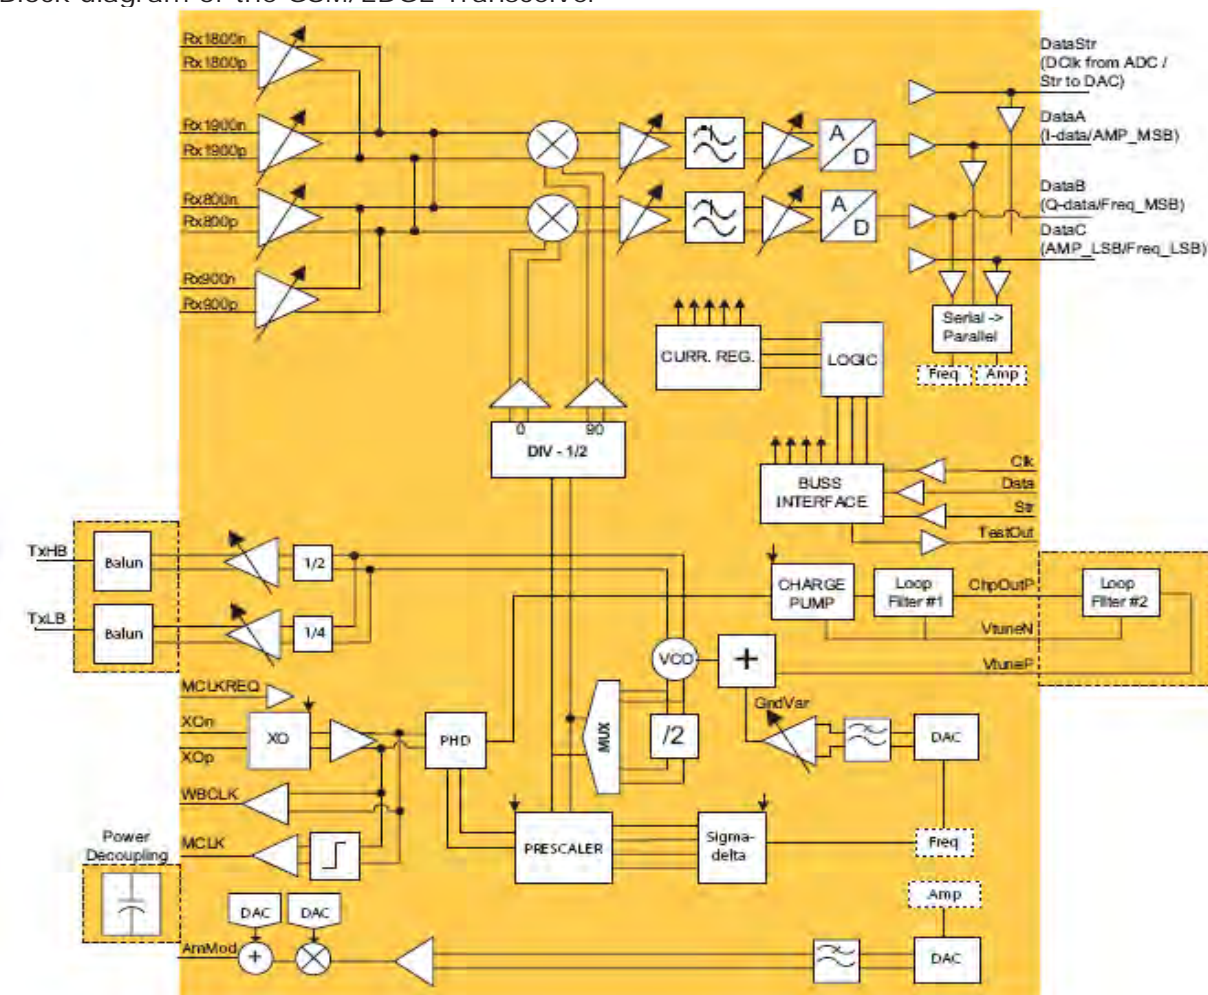 Block diagram of the GSM/EDGE Transceiver
Rx1800n
Rx1800p
Rx1900n
Rx1900p
Rx800n
Rx800p
Rx900n
Rx900p
A
D
A
D
DataStr
(DClk from ADC /
Str to DAC)
DataA
(I-data/AMP_MSB)
DataB
(Q-data/Freq_MSB)
DataC
(AMP_LSB/Freq_LSB)
Serial ->
Parallel
Freq
Amp
CURR. REG.
LOGIC
0
90
DIV - 1/2
BUSS
INTERFACE
Clk
Data
Str
TestOut
TxHB
Balun
1/2
TxLB
Balun
1/4
CHARGE
PUMP
Loop
Filter #1
ChpOutP
Loop
Filter #2
VtuneN
VtuneP
VCO
+
MCLKREQ
XOn
XOp
XO
PHD
MUX
/2
GndVar
DAC
WBCLK
MCLK
PRESCALER
Sigma-
delta
Freq
Power
Decoupling
Amp
DAC
DAC
AmMod
+
DAC